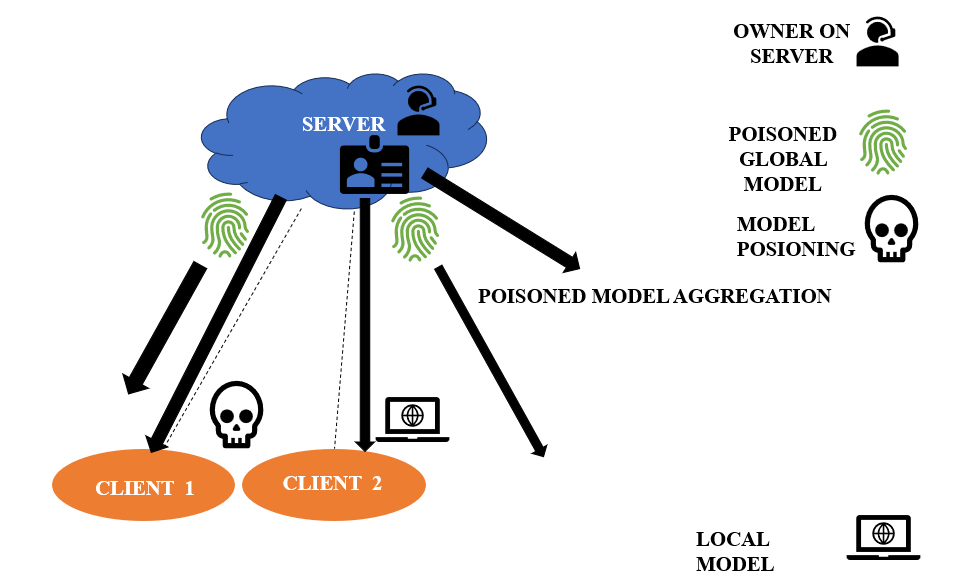 OWNER ON
SERVER
SERVER
POISONED
GLOBAL
MODEL
MODEL
POSIONING
POISONED MODEL AGGREGATION
CLIENT 1
CLIENT 2
LOCAL
MODEL